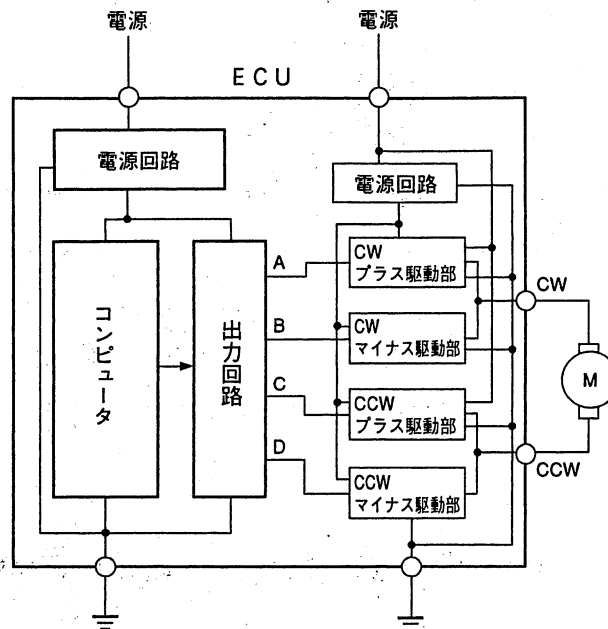 電源
電源
ECU
電源回路
電源回路
コンピュータ
出力回路
A
B
C
D
CW
プラス駆動部
CW
マイナス駆動部
CCW
プラス駆動部
CCW
マイナス駆動部
CW
M
CCW